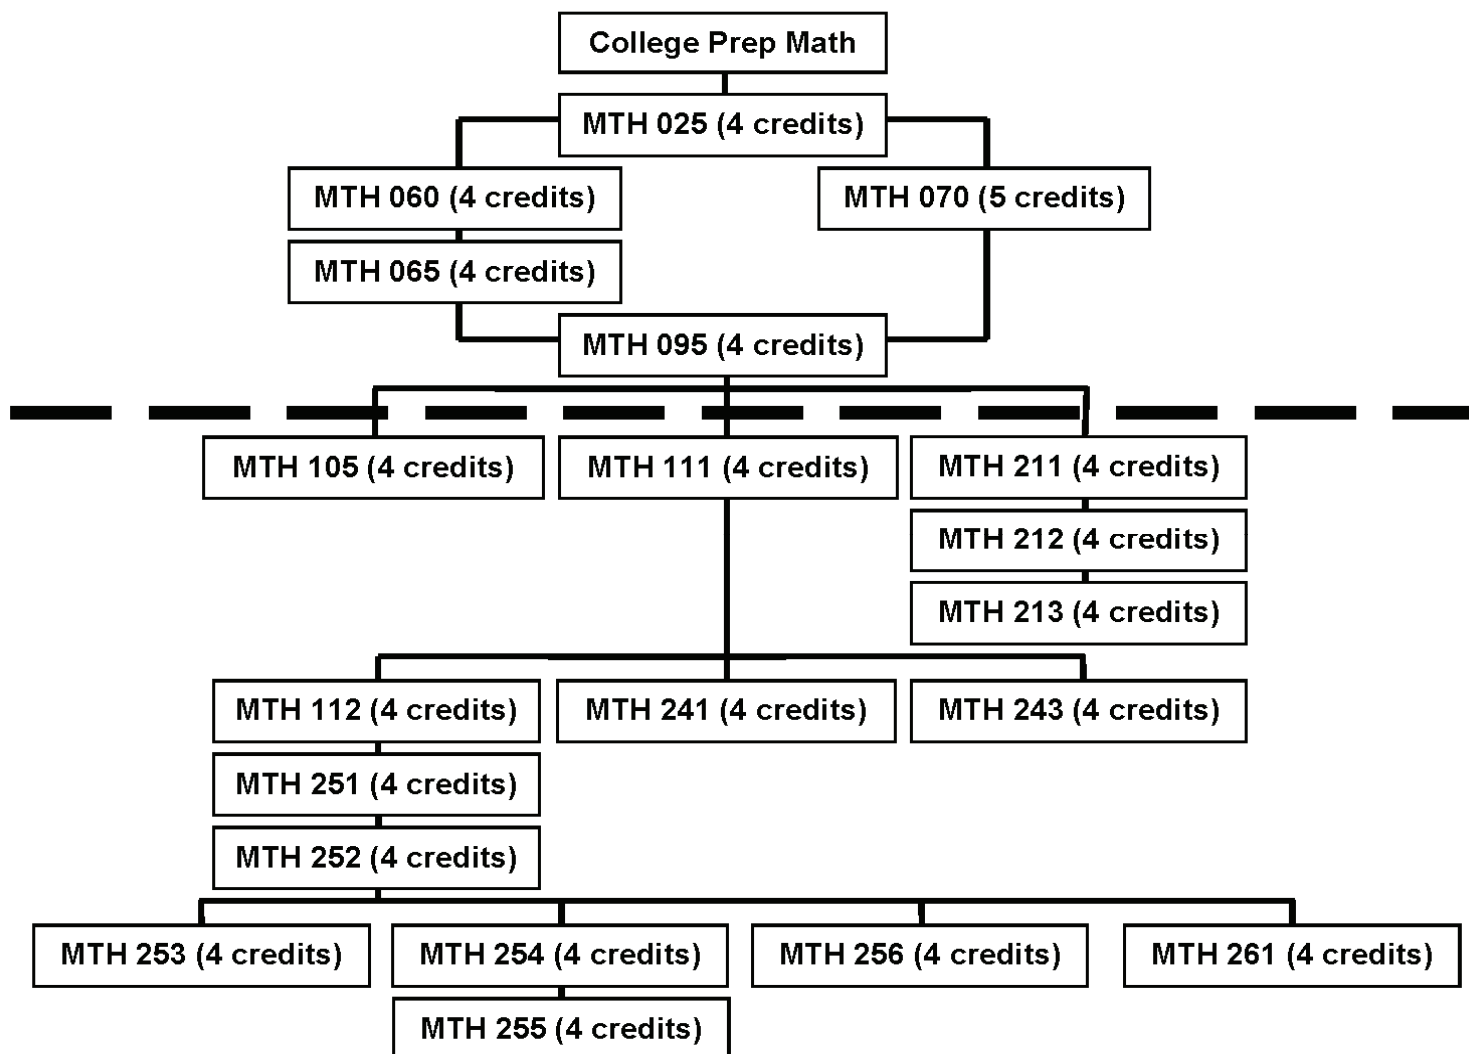 College Prep Math
MTH 025 (4 credits)
MTH 060 (4 credits)
MTH 070 (5 credits)
MTH 065 (4 credits)
MTH 095 (4 credits)
MTH 105 (4 credits)
MTH 111 (4 credits)
MTH 211 (4 credits)
MTH 212 (4 credits)
MTH 213 (4 credits)
MTH 112 (4 credits)
MTH 241 (4 credits)
MTH 243 (4 credits)
MTH 251 (4 credits)
MTH 252 (4 credits)
MTH 253 (4 credits)
MTH 254 (4 credits)
MTH 256 (4 credits)
MTH 261 (4 credits)
MTH 255 (4 credits)